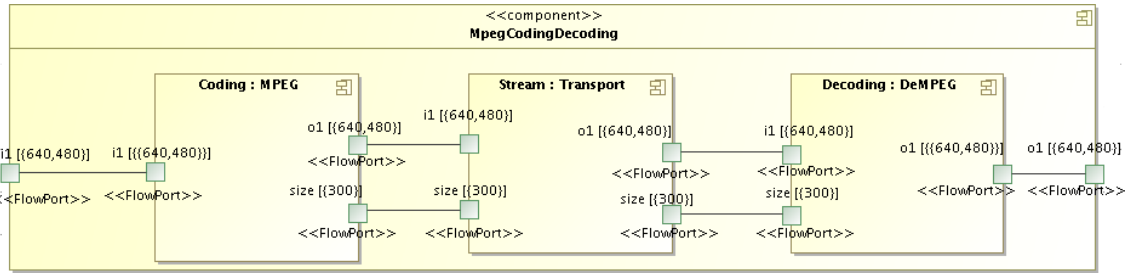 <<component>>
MpegCodingDecoding
Coding : MPEG
Stream : Transport
Decoding : DeMPEG
i1 [{640,480}]
<<FlowPort>>
i1 [{{640,480}}]
<<FlowPort>>
o1 [{640,480}]
<<FlowPort>>
size [{300}]
<<FlowPort>>
i1 [{640,480}]
size [{300}]
<<FlowPort>>
o1 [{640,480}]
<<FlowPort>>
size [{300}]
<<FlowPort>>
i1 [{640,480}]
<<FlowPort>>
size [{300}]
<<FlowPort>>
o1 [{{640,480}}]
<<FlowPort>>
o1 [{640,480}]
<<FlowPort>>